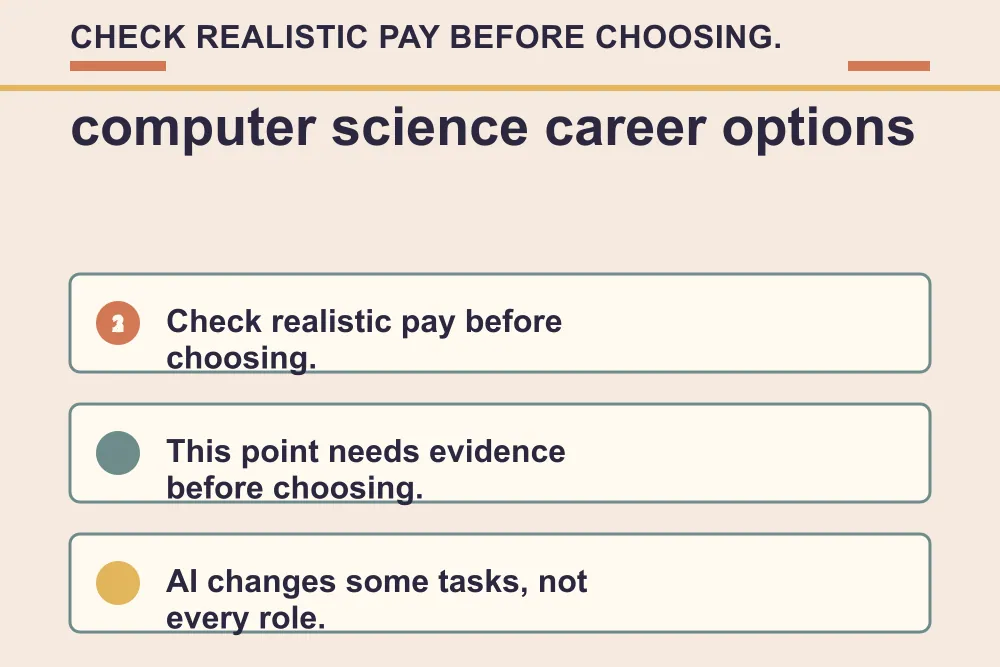 CHECK REALISTIC PAY BEFORE CHOOSING.
computer science career options
Check realistic pay before
choosing.
This point needs evidence
before choosing.
AI changes some tasks, not
every role.